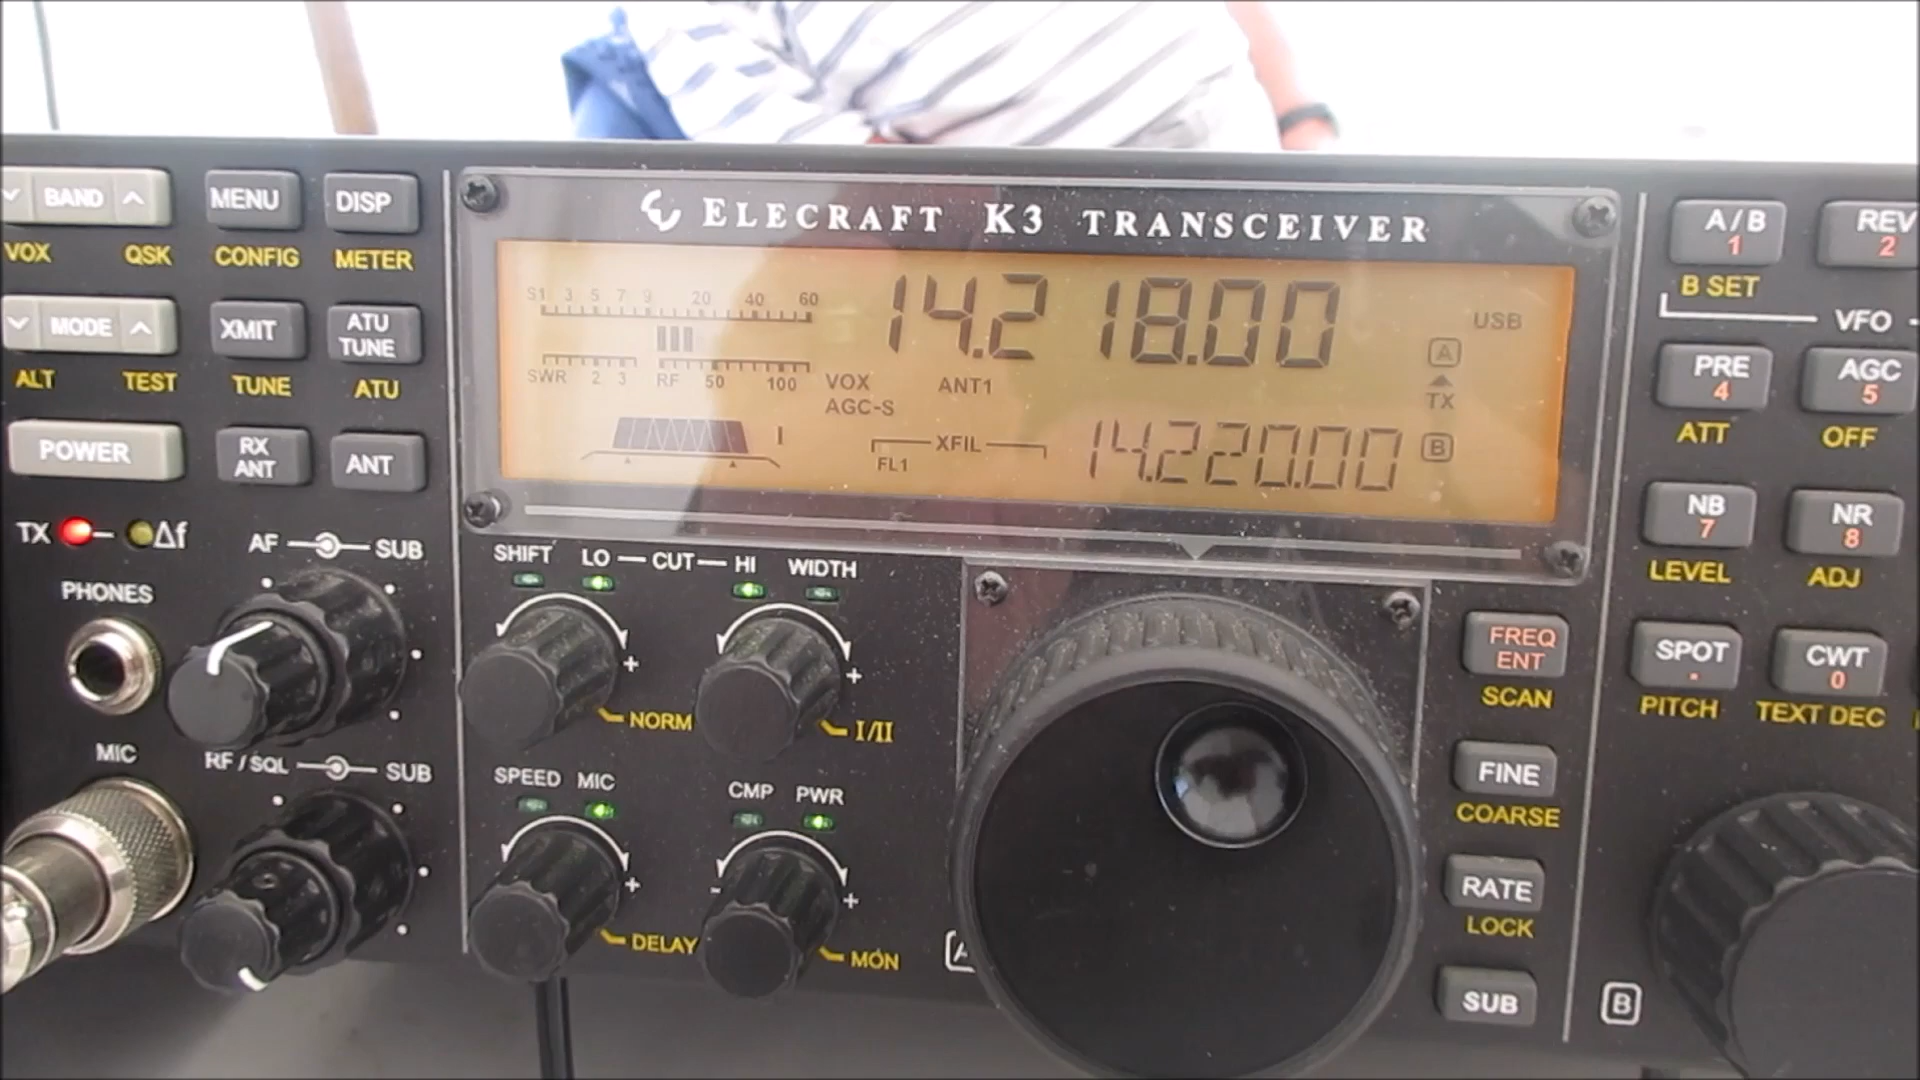 ELECRAFT K3 TRANSCEIVER
BAND
MENU
DISP
VOX QSK
CONFIG
METER
MODE
XMIT
ATU
TUNE
ALT TEST
TUNE
ATU
POWER
RX
ANT
ANT
S1 3 5 7 9 20 40 60
14.218.00
USB
SWR 2 3 RF 50 100
VOX
AGC-S
ANT1
A
TX
B
I
XFIL
FL1
14.220.00
TX Δf
AF SUB
PHONES
MIC
RF / SQL SUB
SHIFT LO CUT HI WIDTH
+
+
NORM
I/II
SPEED MIC
CMP PWR
+
- +
DELAY
MON
A
FREQ
ENT
SCAN
FINE
COARSE
RATE
LOCK
SUB
B
A/B
1
REV
2
B SET
VFO
PRE
4
AGC
5
ATT
OFF
NB
7
NR
8
LEVEL
ADJ
SPOT
.
CWT
0
PITCH
TEXT DEC